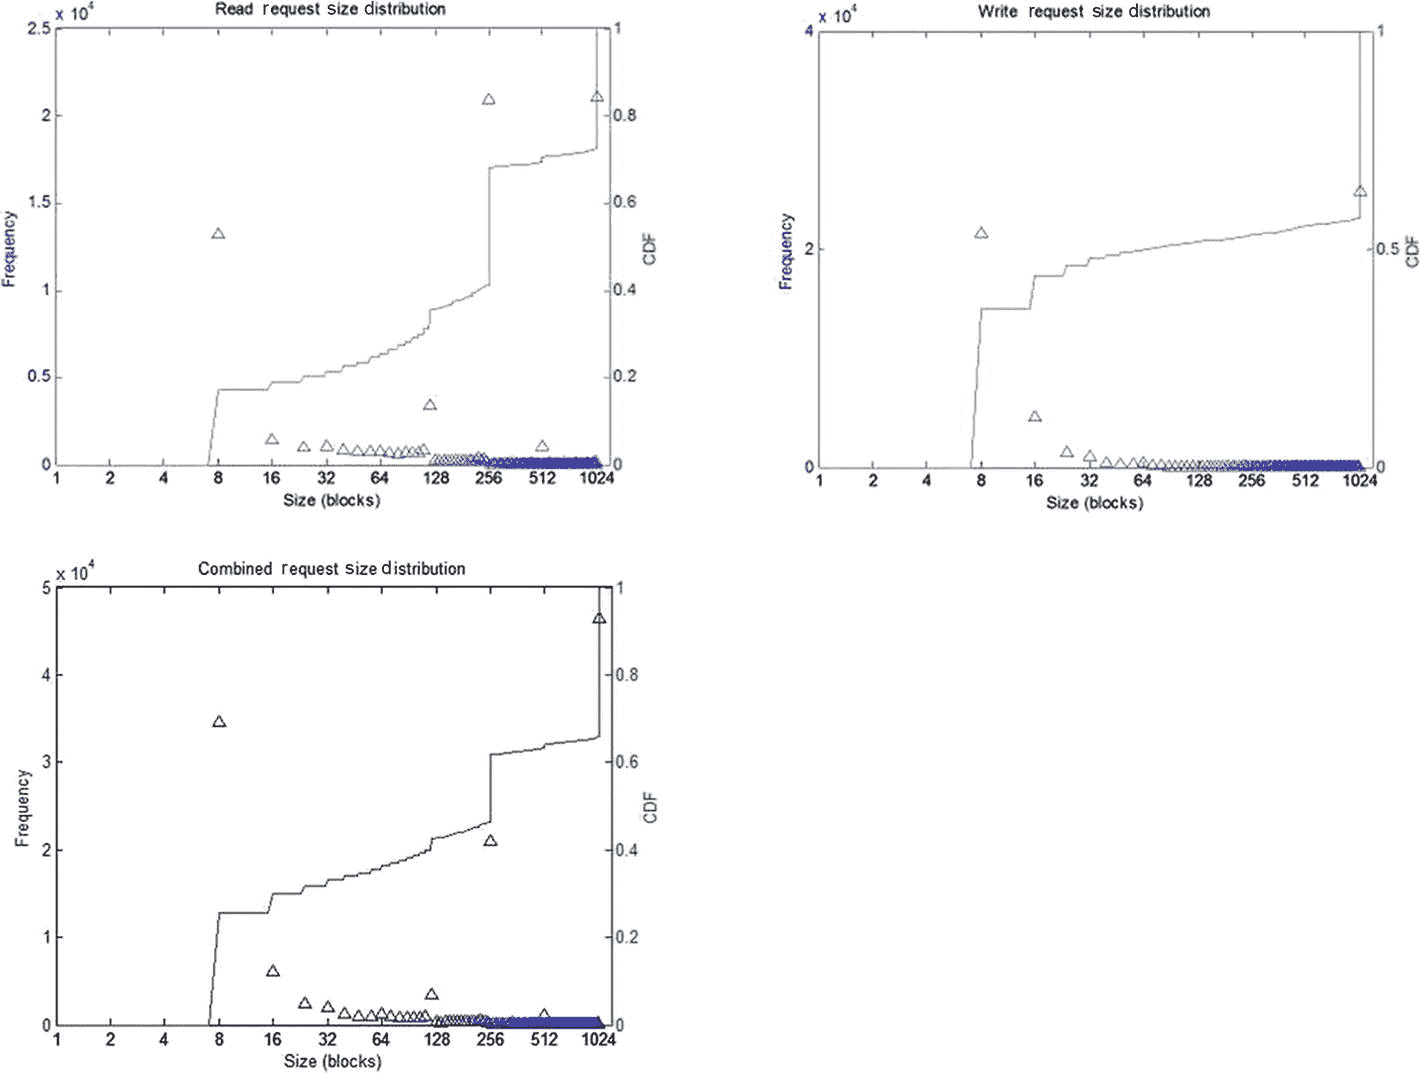 Read request size distribution
x 10^4
2.5
2
1.5
1
0.5
0
1
0.8
0.6
0.4
0.2
0
Frequency
CDF
1 2 4 8 16 32 64 128 256 512 1024
Size (blocks)
Write request size distribution
x 10^4
4
2
0
1
0.5
0
Frequency
CDF
1 2 4 8 16 32 64 128 256 512 1024
Size (blocks)
Combined request size distribution
x 10^4
5
4
3
2
1
0
1
0.8
0.6
0.4
0.2
0
Frequency
CDF
1 2 4 8 16 32 64 128 256 512 1024
Size (blocks)